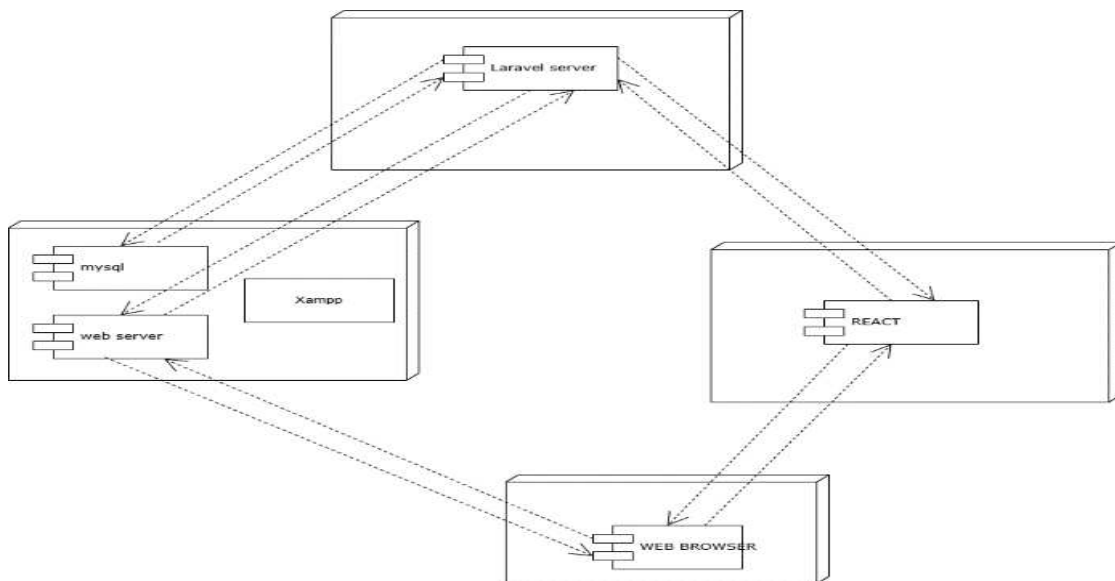 Laravel server
mysql
Xampp
web server
REACT
WEB BROWSER